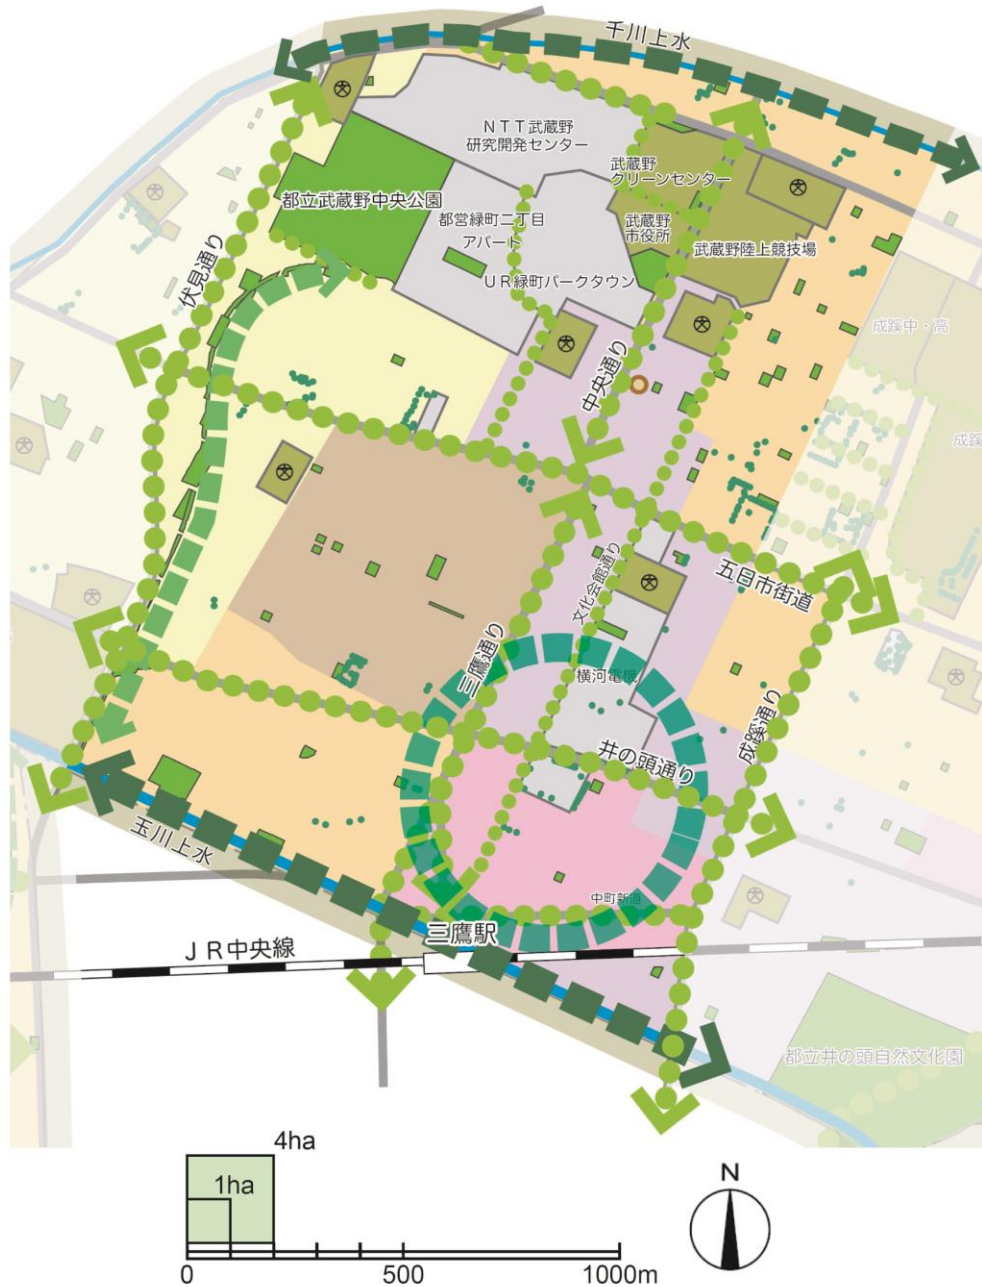 千川上水
NTT武蔵野
研究開発センター
武蔵野
クリーンセンター
都立武蔵野中央公園
都営緑町二丁目
アパート
武蔵野
市役所
武蔵野陸上競技場
UR緑町パークタウン
伏見通り
成蹊中・高
中央通り
成蹊
五日市街道
文化会館通り
三鷹通り
横河電機
成蹊通り
井の頭通り
玉川上水
中町新道
三鷹駅
JR中央線
都立井の頭自然文化園
4ha
1ha
N
0
500
1000m